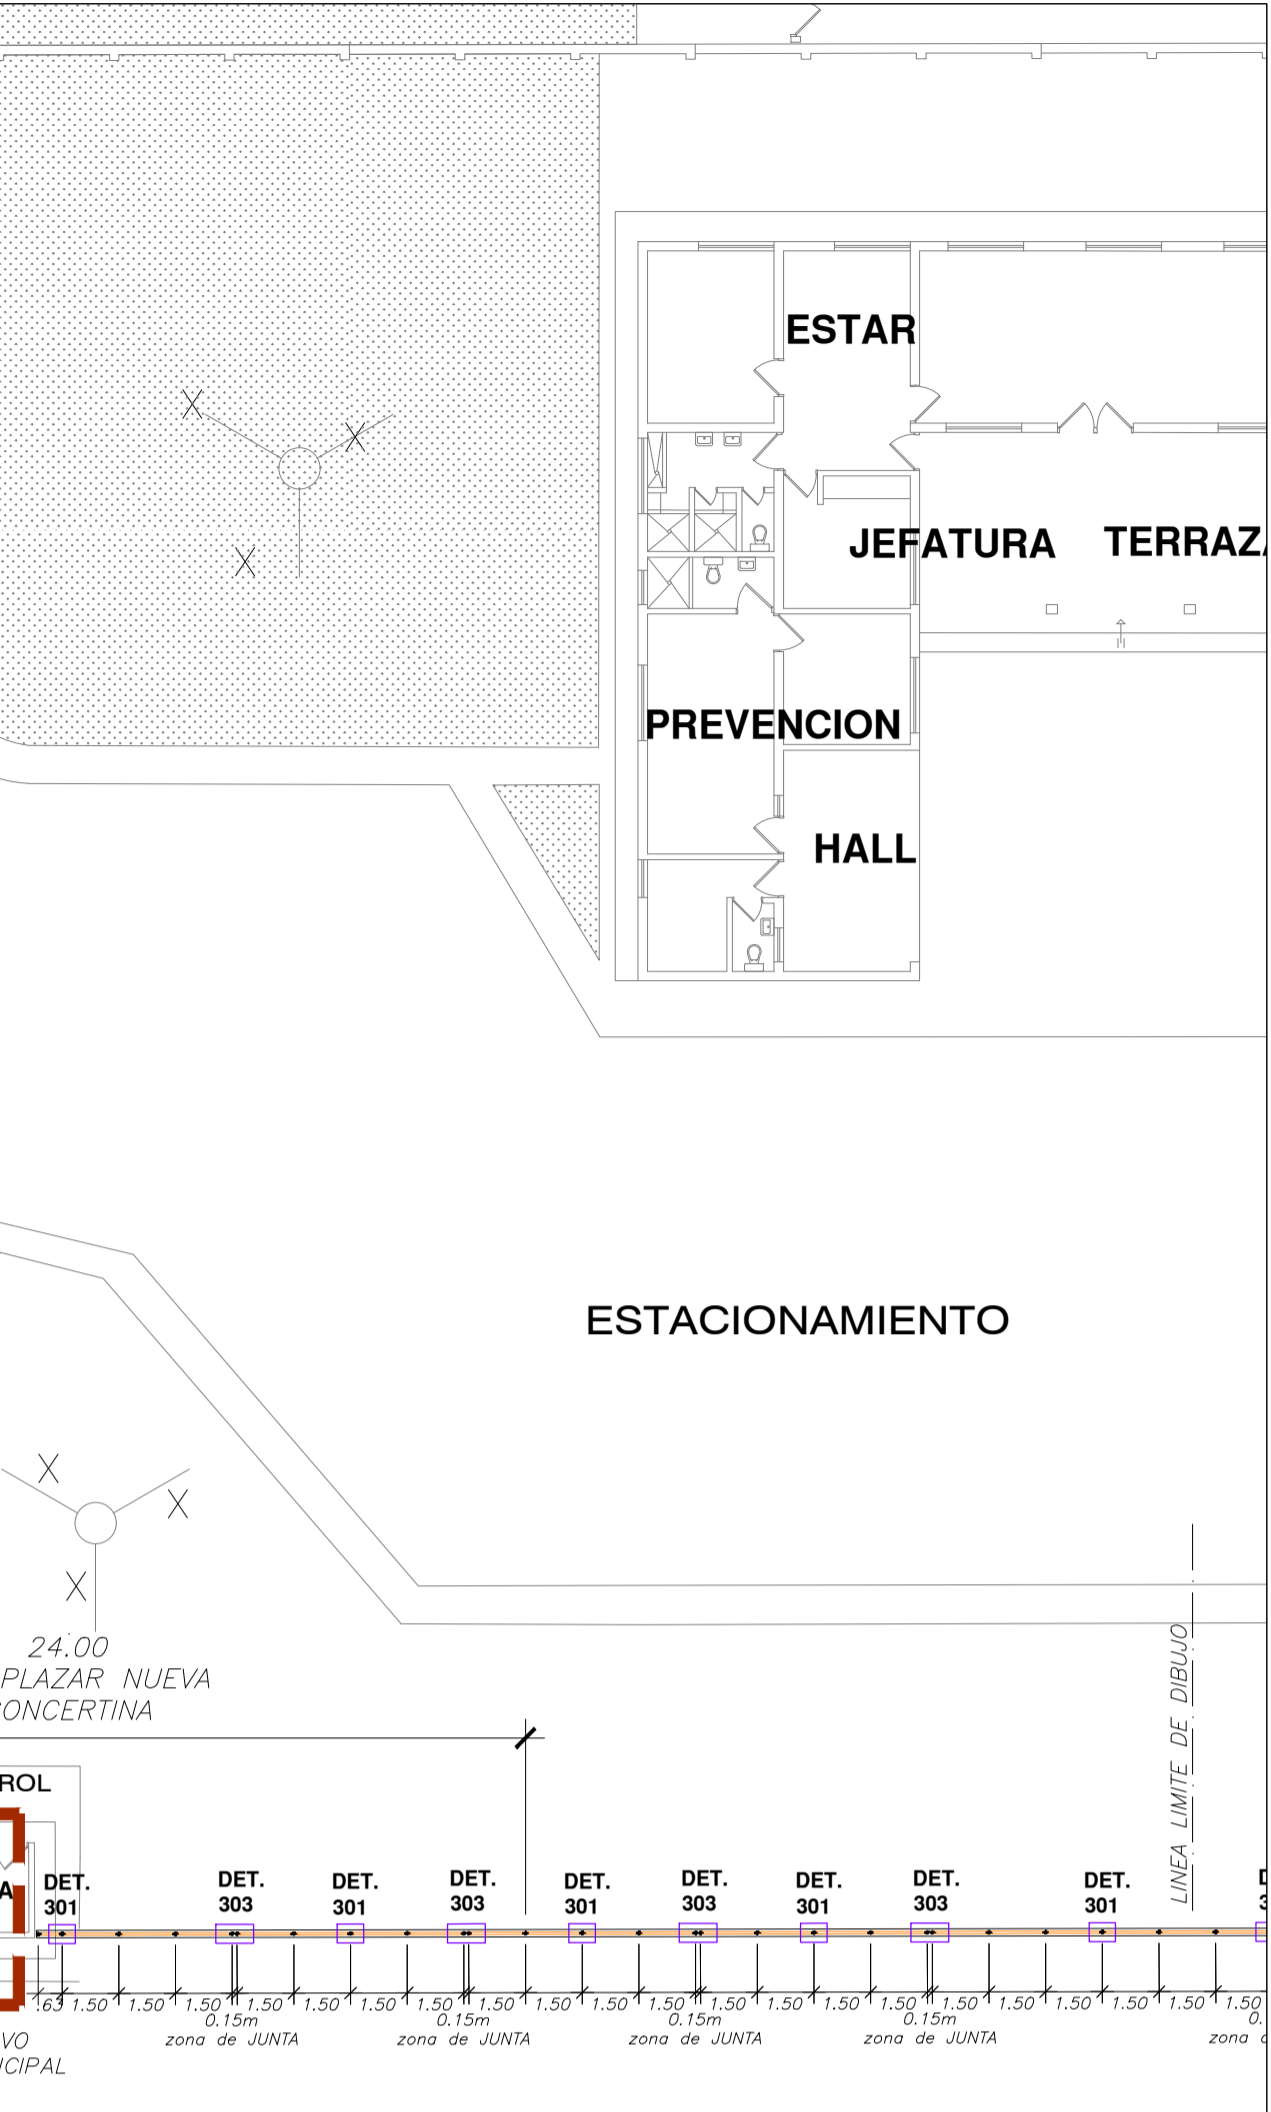 ESTAR
JEFATURA
TERRAZA
PREVENCION
HALL
ESTACIONAMIENTO
24.00
PLAZAR NUEVA
ONCERTINA
LINEA LIMITE DE DIBUJO
ROL
A
DET.
301
DET.
303
DET.
301
DET.
303
DET.
301
DET.
303
DET.
301
DET.
303
DET.
301
.63 1.50 1.50 1.50 1.50 1.50 1.50 1.50 1.50 1.50 1.50 1.50 1.50 1.50 1.50 1.50 1.50 1.50 1.50 1.50 1.50
0.15m
zona de JUNTA
0.15m
zona de JUNTA
0.15m
zona de JUNTA
0.15m
zona de JUNTA
0.
zona d
VO
CIPAL